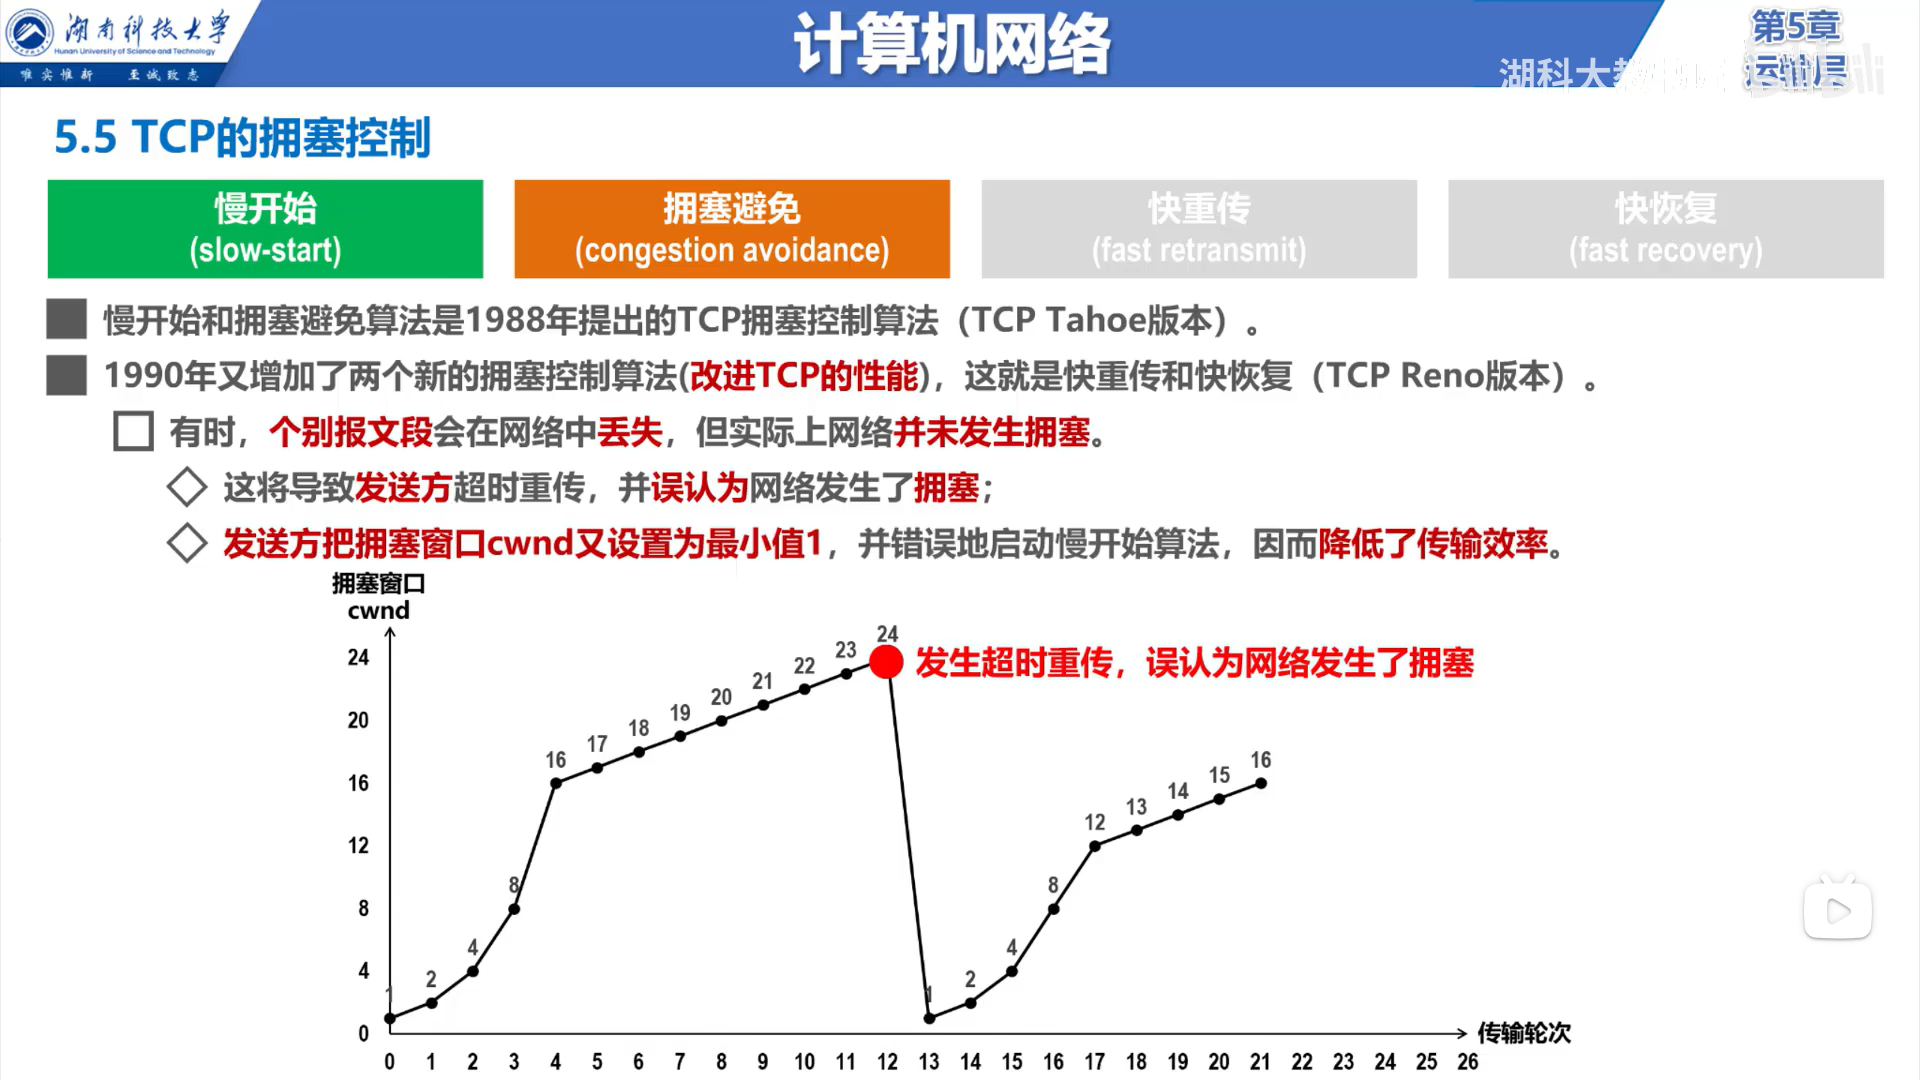 湖南科技大学
Hunan University of Science and Technology
唯实惟新 至诚致志
计算机网络
第5章
运输层
湖科大教书匠
5.5 TCP的拥塞控制
慢开始
(slow-start)
拥塞避免
(congestion avoidance)
快重传
(fast retransmit)
快恢复
(fast recovery)
慢开始和拥塞避免算法是1988年提出的TCP拥塞控制算法（TCP Tahoe版本）。
1990年又增加了两个新的拥塞控制算法(改进TCP的性能)，这就是快重传和快恢复（TCP Reno版本）。
有时，个别报文段会在网络中丢失，但实际上网络并未发生拥塞。
这将导致发送方超时重传，并误认为网络发生了拥塞；
发送方把拥塞窗口cwnd又设置为最小值1，并错误地启动慢开始算法，因而降低了传输效率。
拥塞窗口
cwnd
24
20
16
12
8
4
0
1
2
4
8
16
17
18
19
20
21
22
23
24
发生超时重传，误认为网络发生了拥塞
1
2
4
8
12
13
14
15
16
传输轮次
0 1 2 3 4 5 6 7 8 9 10 11 12 13 14 15 16 17 18 19 20 21 22 23 24 25 26